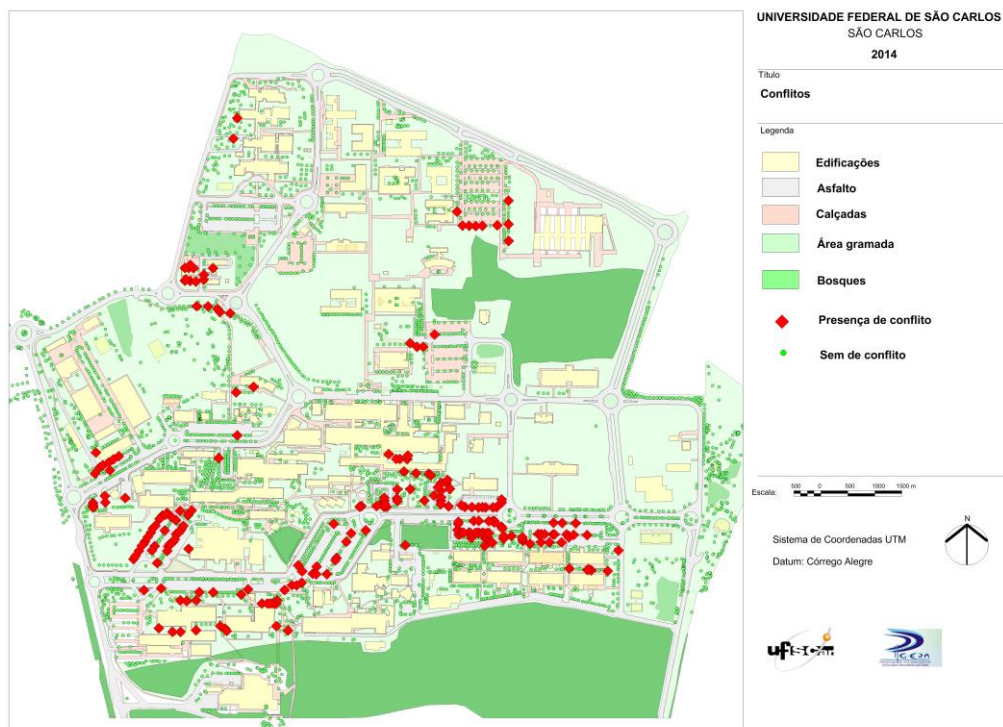 UNIVERSIDADE FEDERAL DE SÃO CARLOS
SÃO CARLOS
2014
Título
Conflitos
Legenda
Edificações
Asfalto
Calçadas
Área gramada
Bosques
Presença de conflito
Sem de conflito
Escala:
500 0 500 1000 1500 m
Sistema de Coordenadas UTM
Datum: Córrego Alegre
N
ufscar